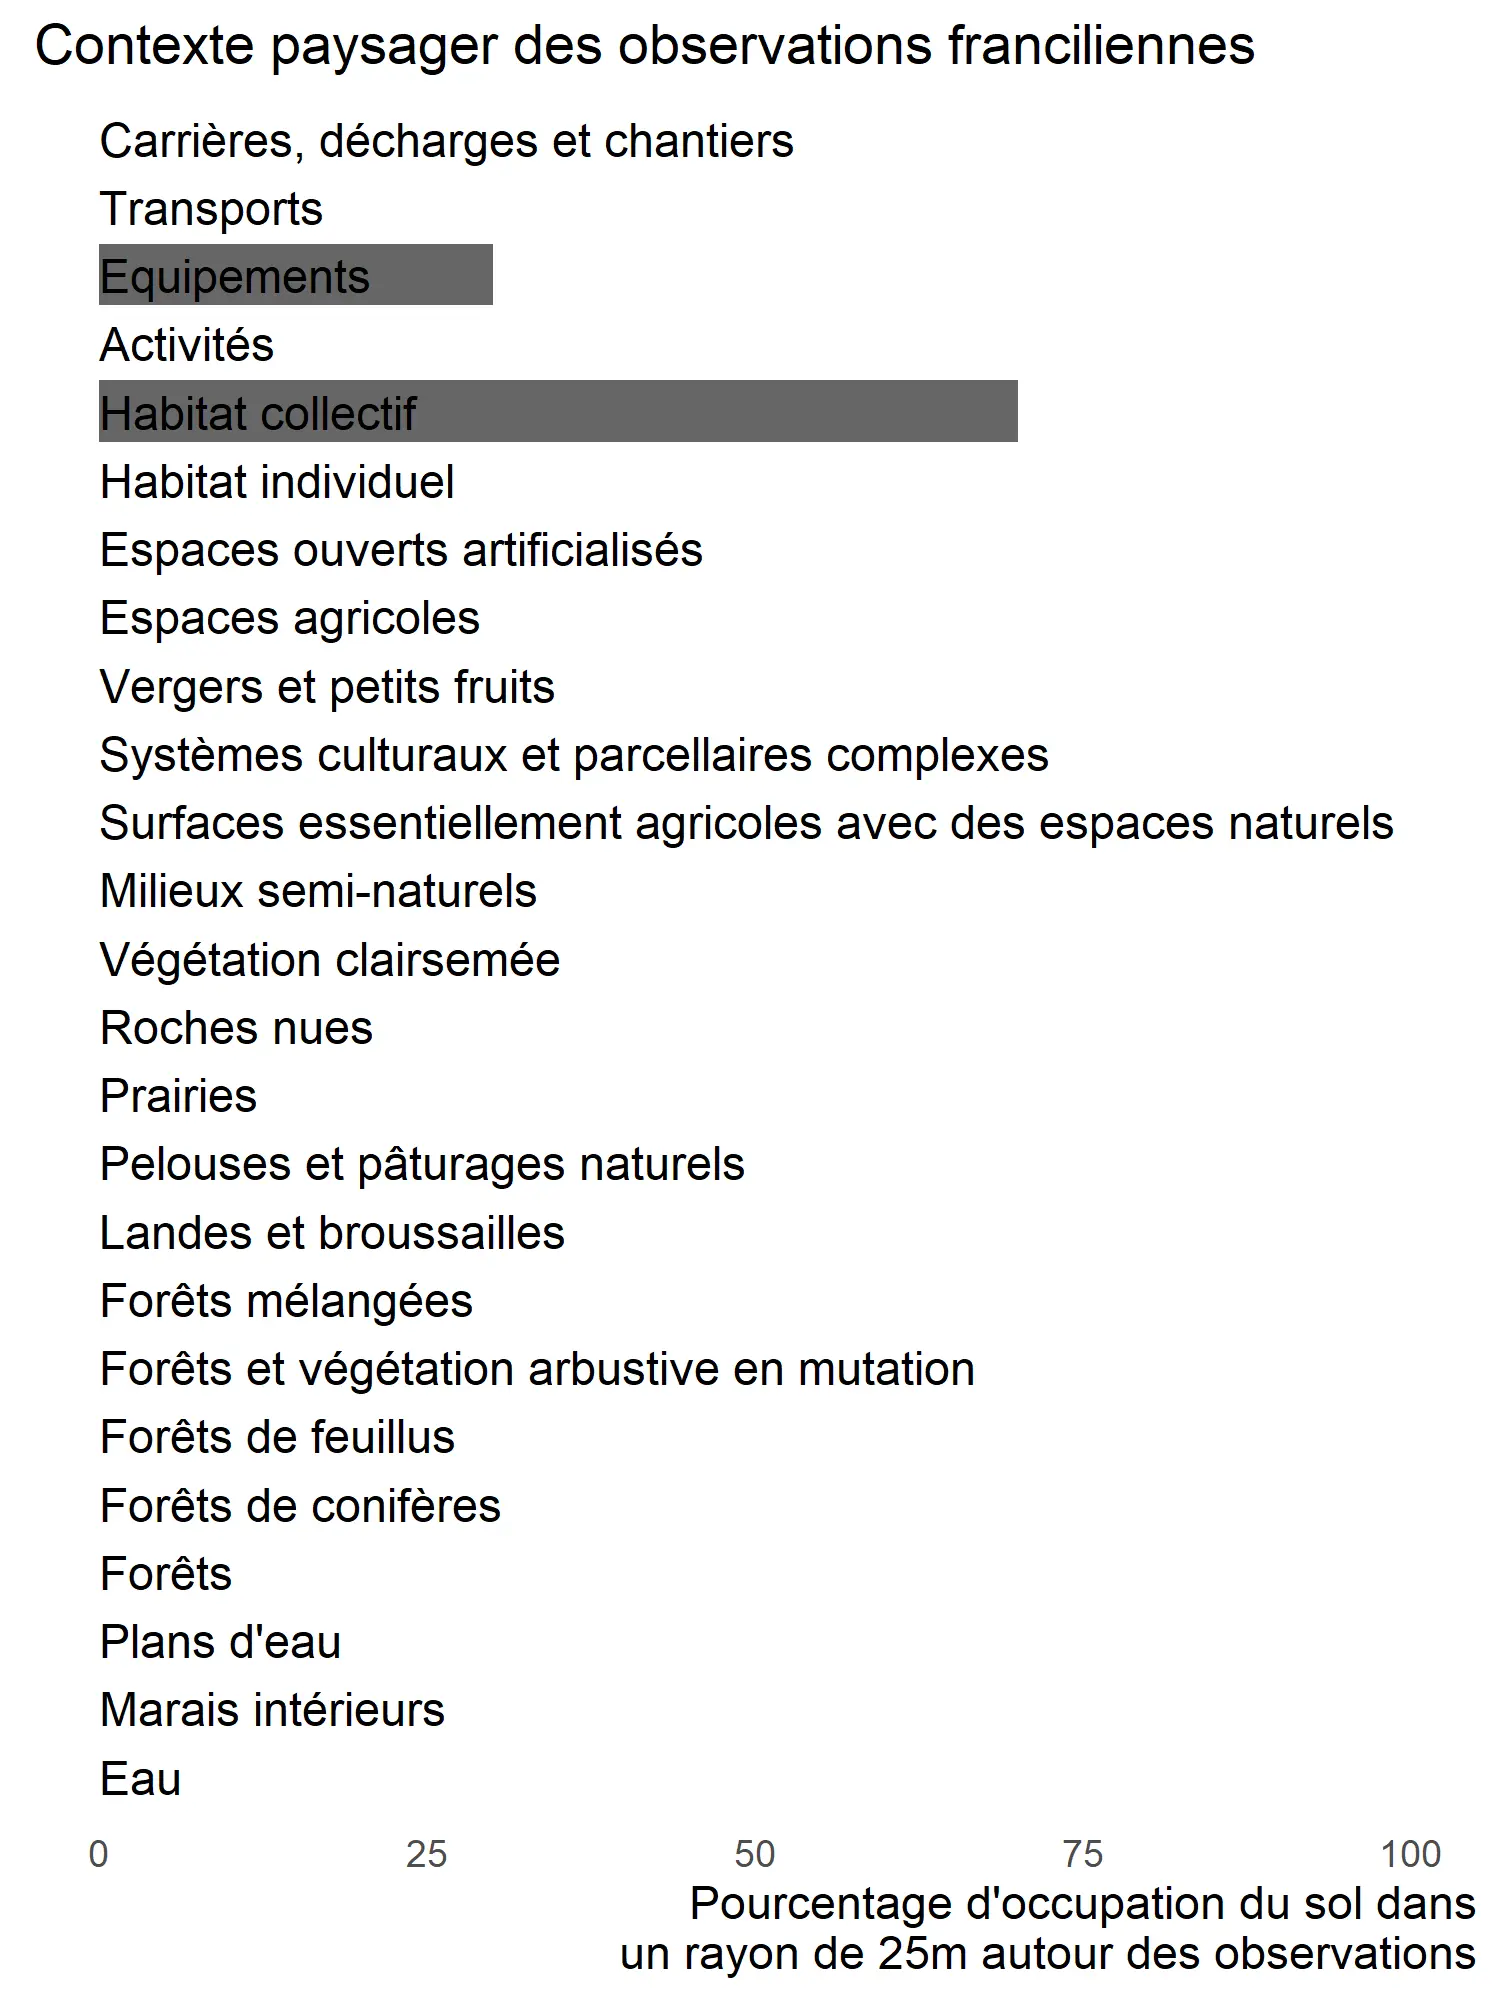 Contexte paysager des observations franciliennes
Carrières, décharges et chantiers
Transports
Equipements
Activités
Habitat collectif
Habitat individuel
Espaces ouverts artificialisés
Espaces agricoles
Vergers et petits fruits
Systèmes culturaux et parcellaires complexes
Surfaces essentiellement agricoles avec des espaces naturels
Milieux semi-naturels
Végétation clairsemée
Roches nues
Prairies
Pelouses et pâturages naturels
Landes et broussailles
Forêts mélangées
Forêts et végétation arbustive en mutation
Forêts de feuillus
Forêts de conifères
Forêts
Plans d'eau
Marais intérieurs
Eau
0 25 50 75 100
Pourcentage d'occupation du sol dans
un rayon de 25m autour des observations